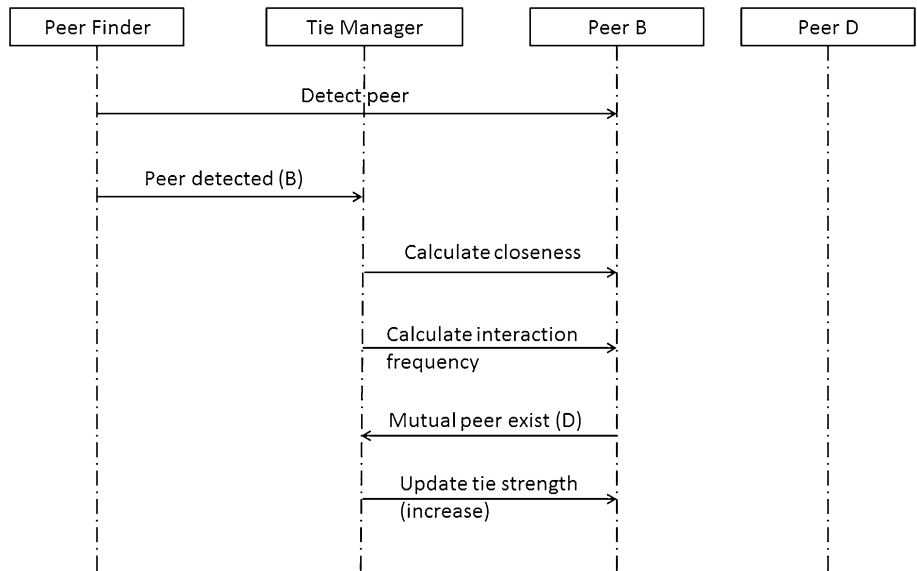 Peer Finder
Tie Manager
Peer B
Peer D
Detect peer
Peer detected (B)
Calculate closeness
Calculate interaction
frequency
Mutual peer exist (D)
Update tie strength
(increase)